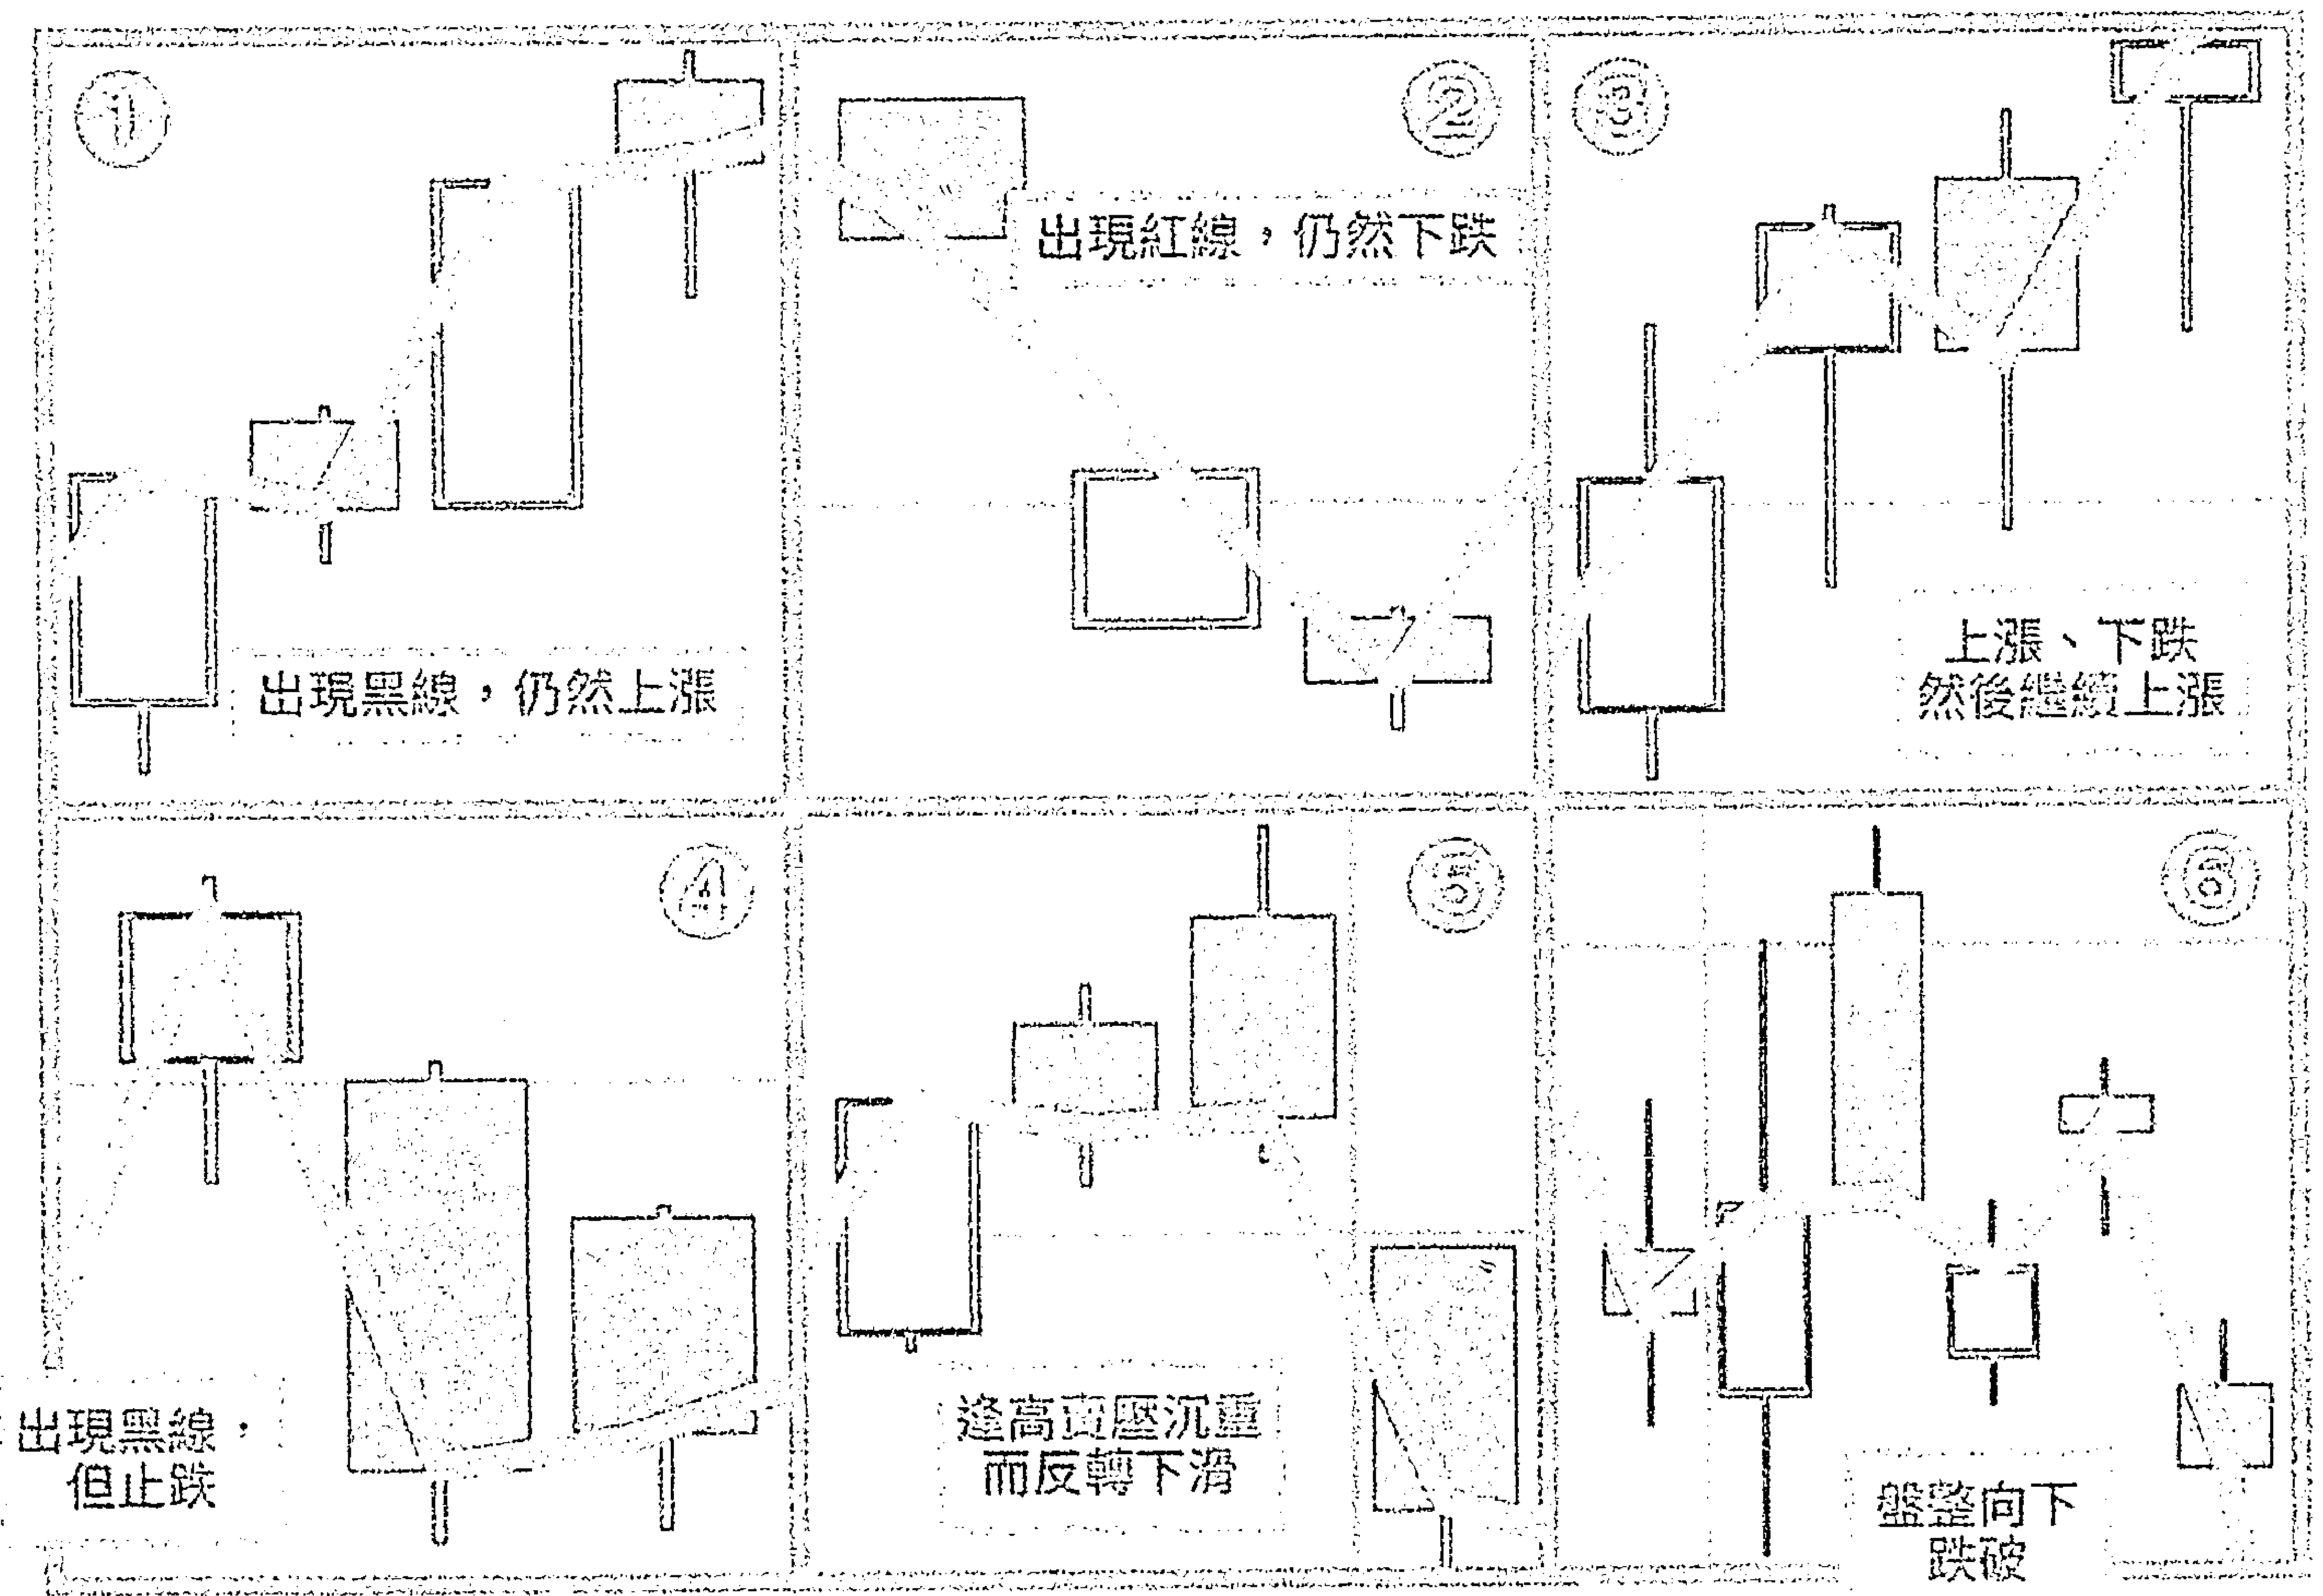 ①
②
出現紅線，仍然下跌
③
出現黑線，仍然上漲
上漲、下跌
然後繼續上漲
④
出現黑線，
但止跌
⑤
逢高賣壓沉重
而反轉下滑
⑥
盤整向下
跌破